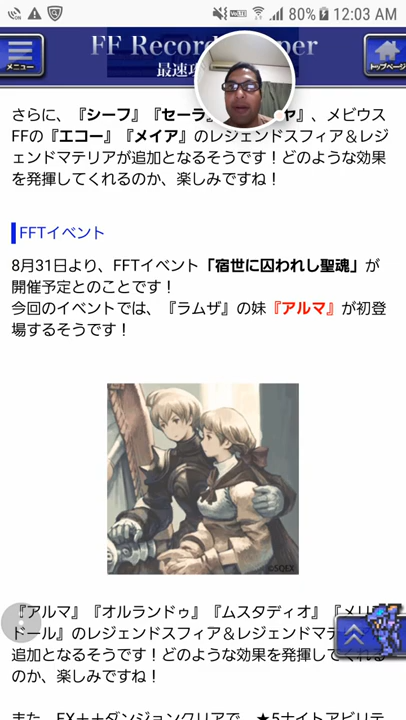 80% 12:03 AM
FF Record per
メニュー
最速
トップページ
さらに、『シーフ』『セーラ ヤ』、メビウス
FFの『エコー』『メイア』のレジェンドスフィア＆レジ
ェンドマテリアが追加となるそうです！どのような効果
を発揮してくれるのか、楽しみですね！
FFTイベント
8月31日より、FFTイベント「宿世に囚われし聖魂」が
開催予定とのことです！
今回のイベントでは、『ラムザ』の妹『アルマ』が初登
場するそうです！
©SQEX
『アルマ』『オルランドゥ』『ムスタディオ』『メリア
ドール』のレジェンドスフィア＆レジェンドマテ
追加となるそうです！どのような効果を発揮してくれる
のか、楽しみですね！
また、EX＋＋ダンジョンクリアで、★5ナイトアビリテ